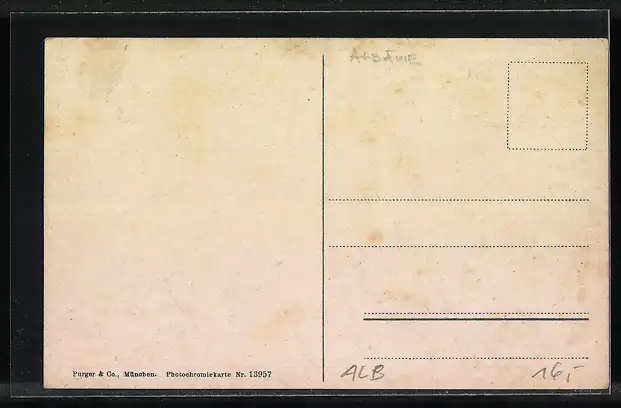 ALBANIE
Purger & Co., München. Photochromiekarte Nr. 13957
ALB
16,-